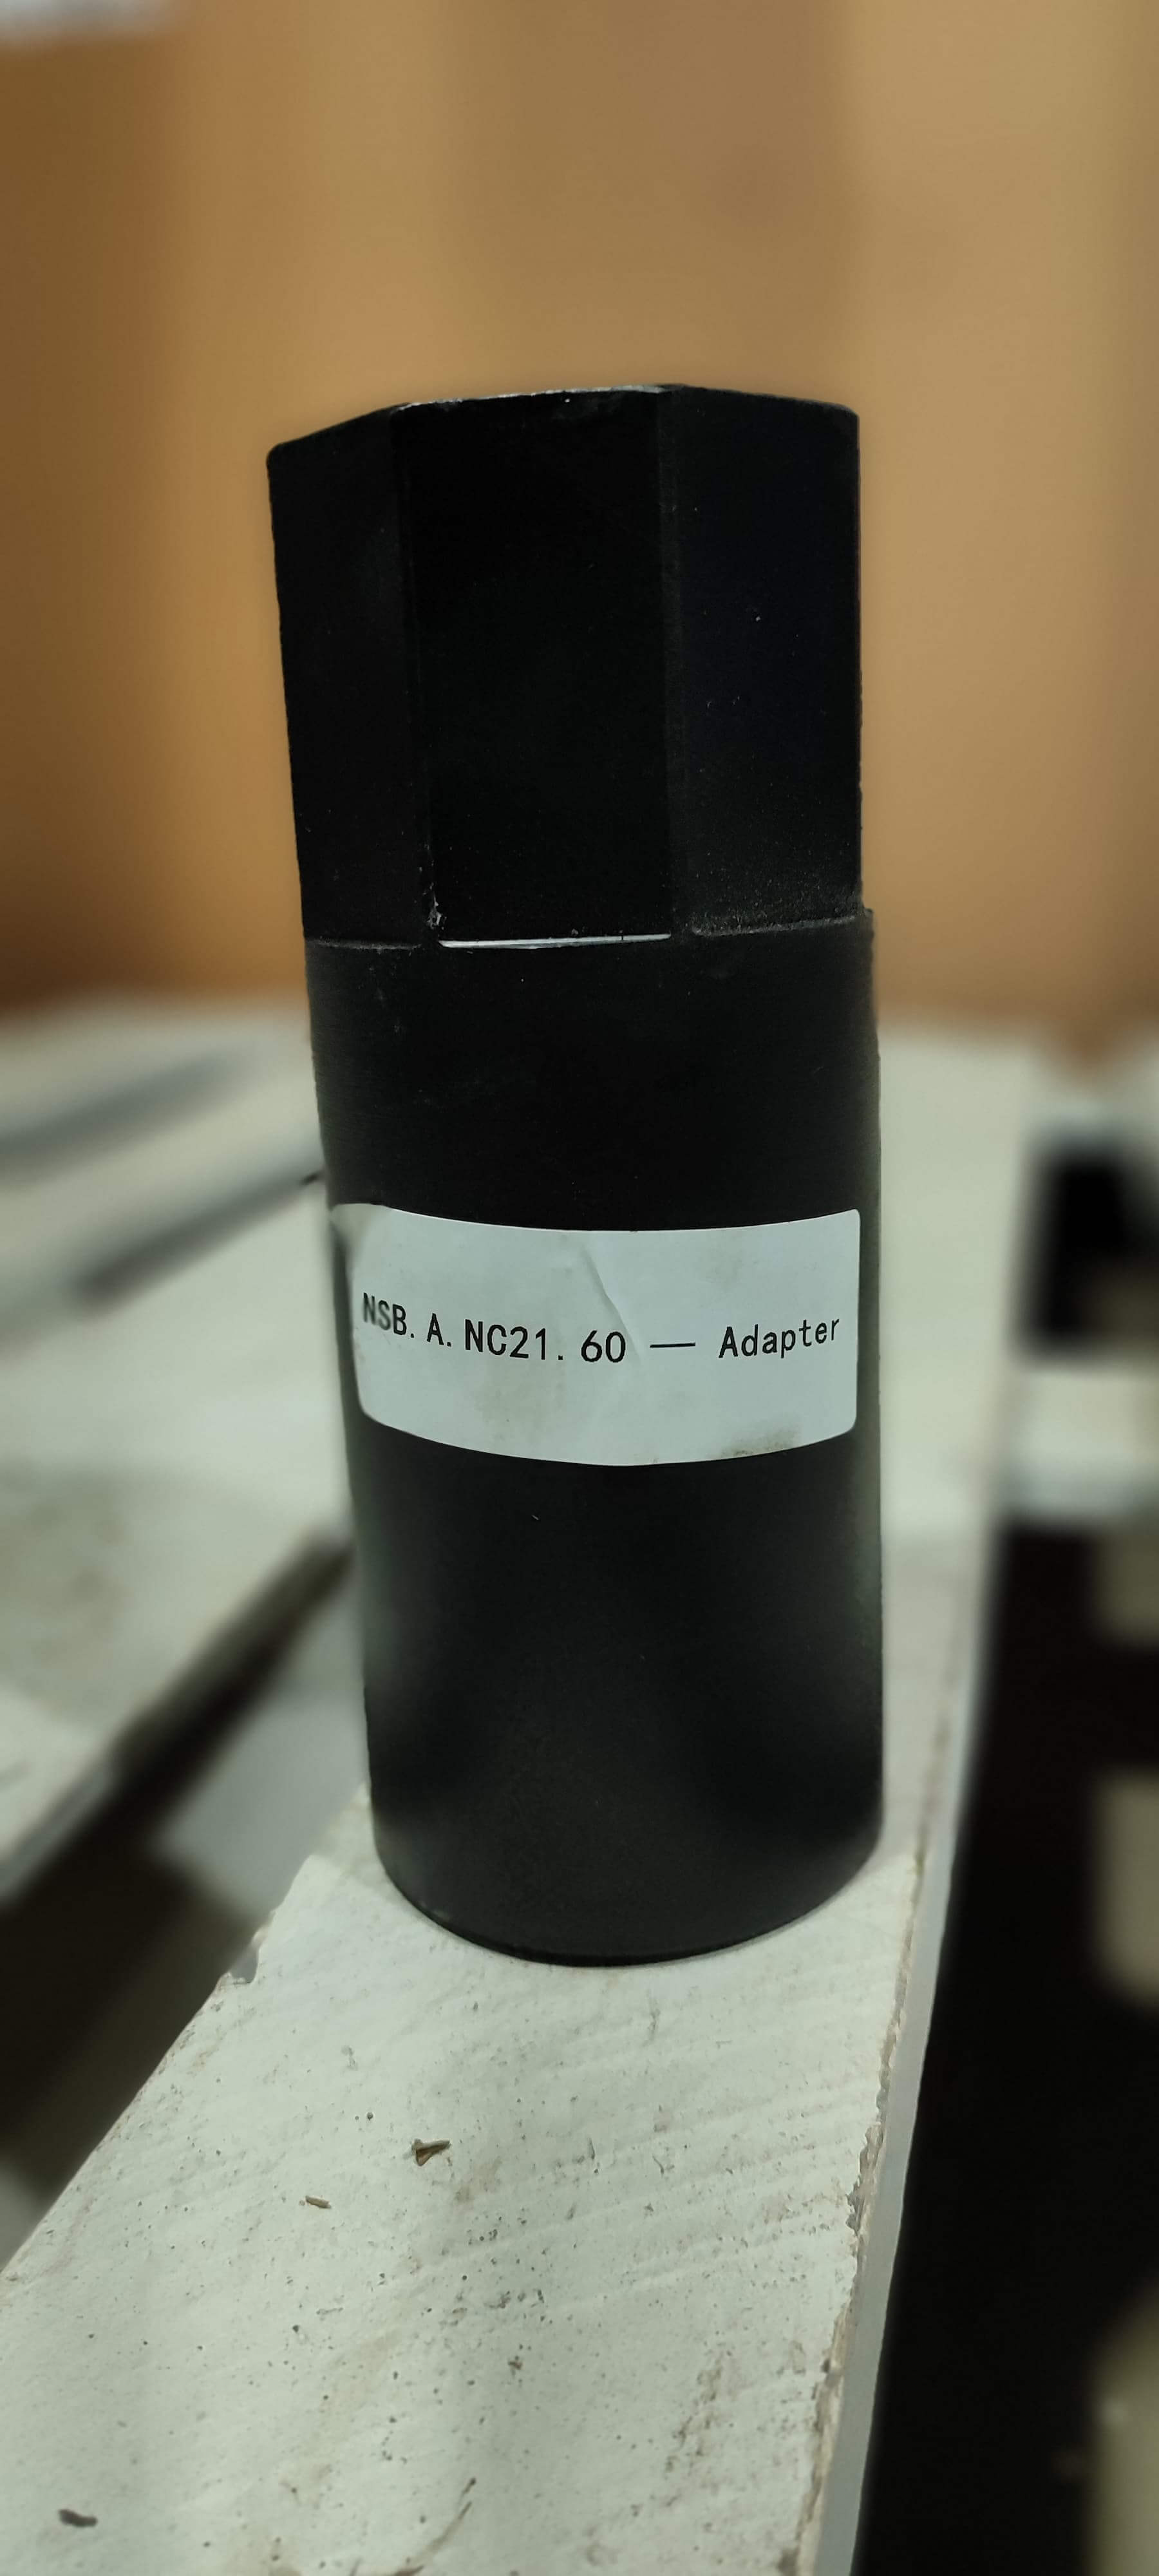 NSB. A. NC21. 60 — Adapter